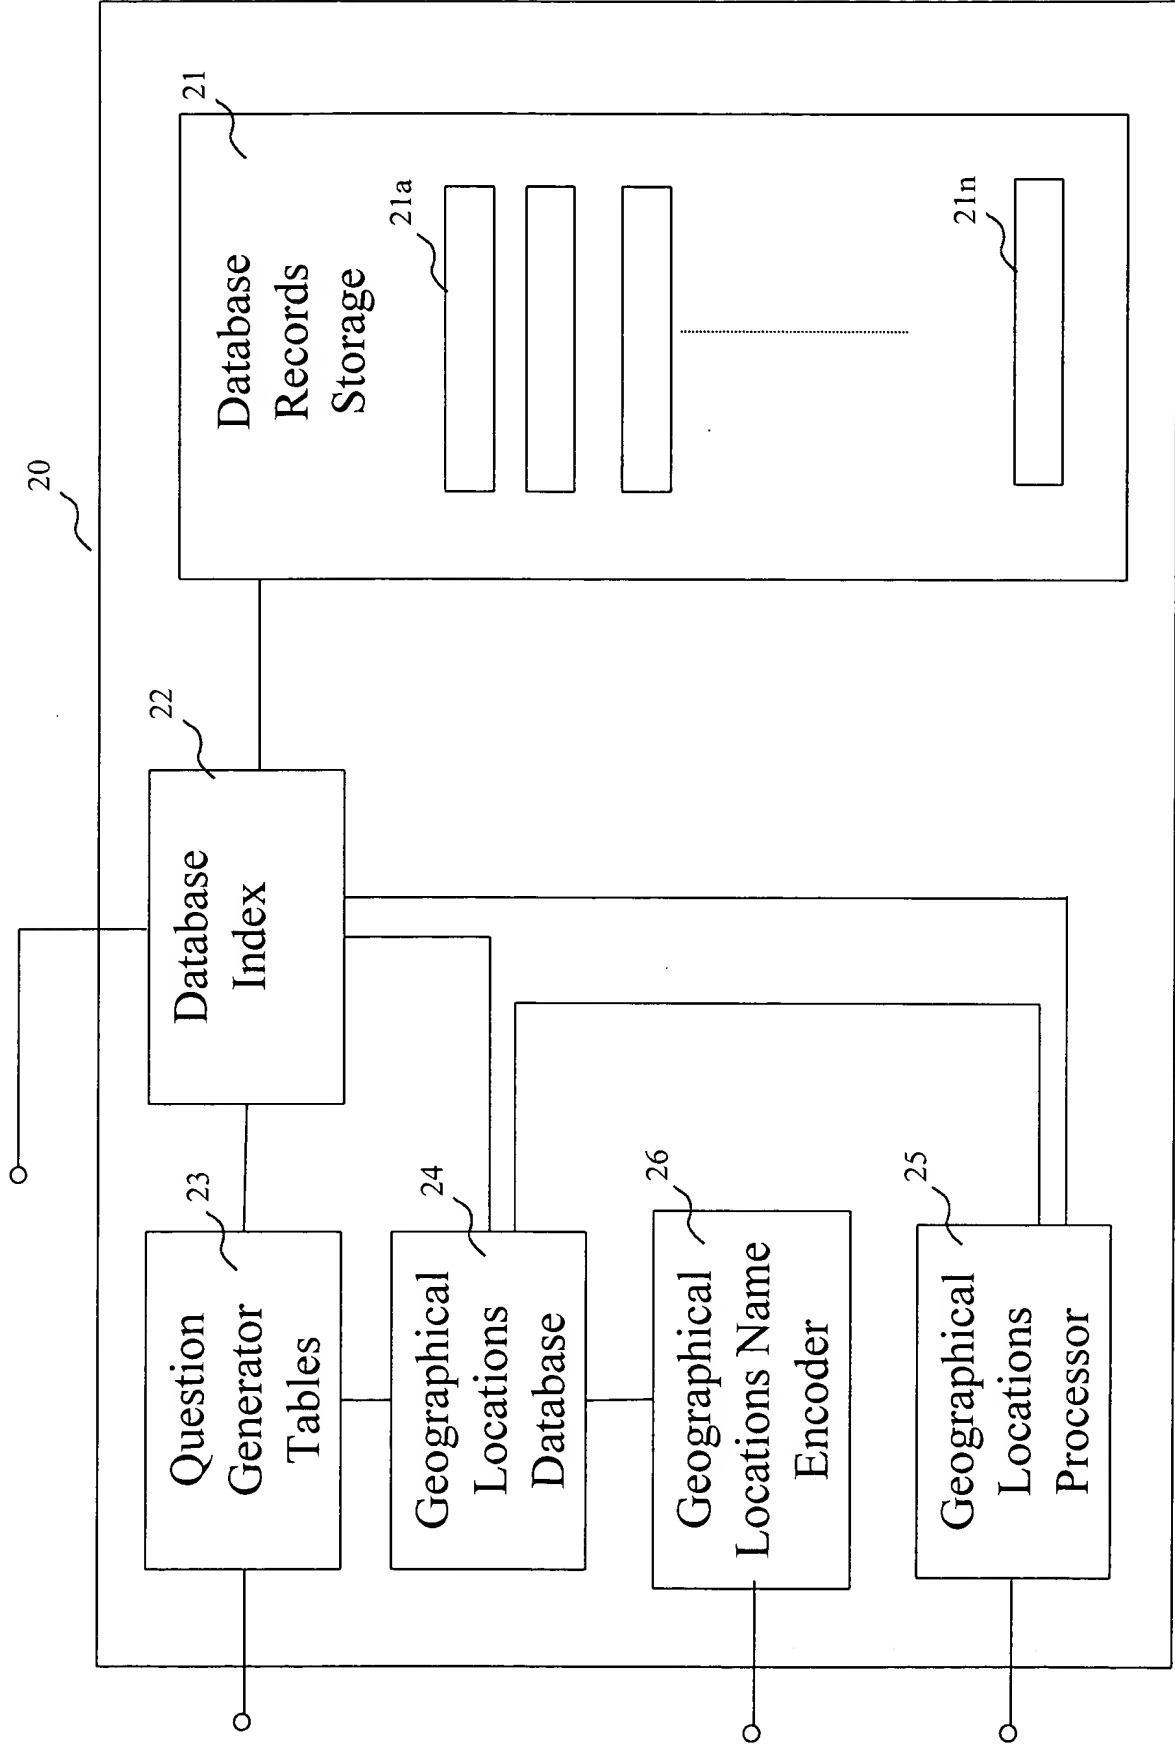 20
21
Database
Records
Storage
21a
21n
22
Database
Index
23
Question
Generator
Tables
24
Geographical
Locations
Database
26
Geographical
Locations Name
Encoder
25
Geographical
Locations
Processor